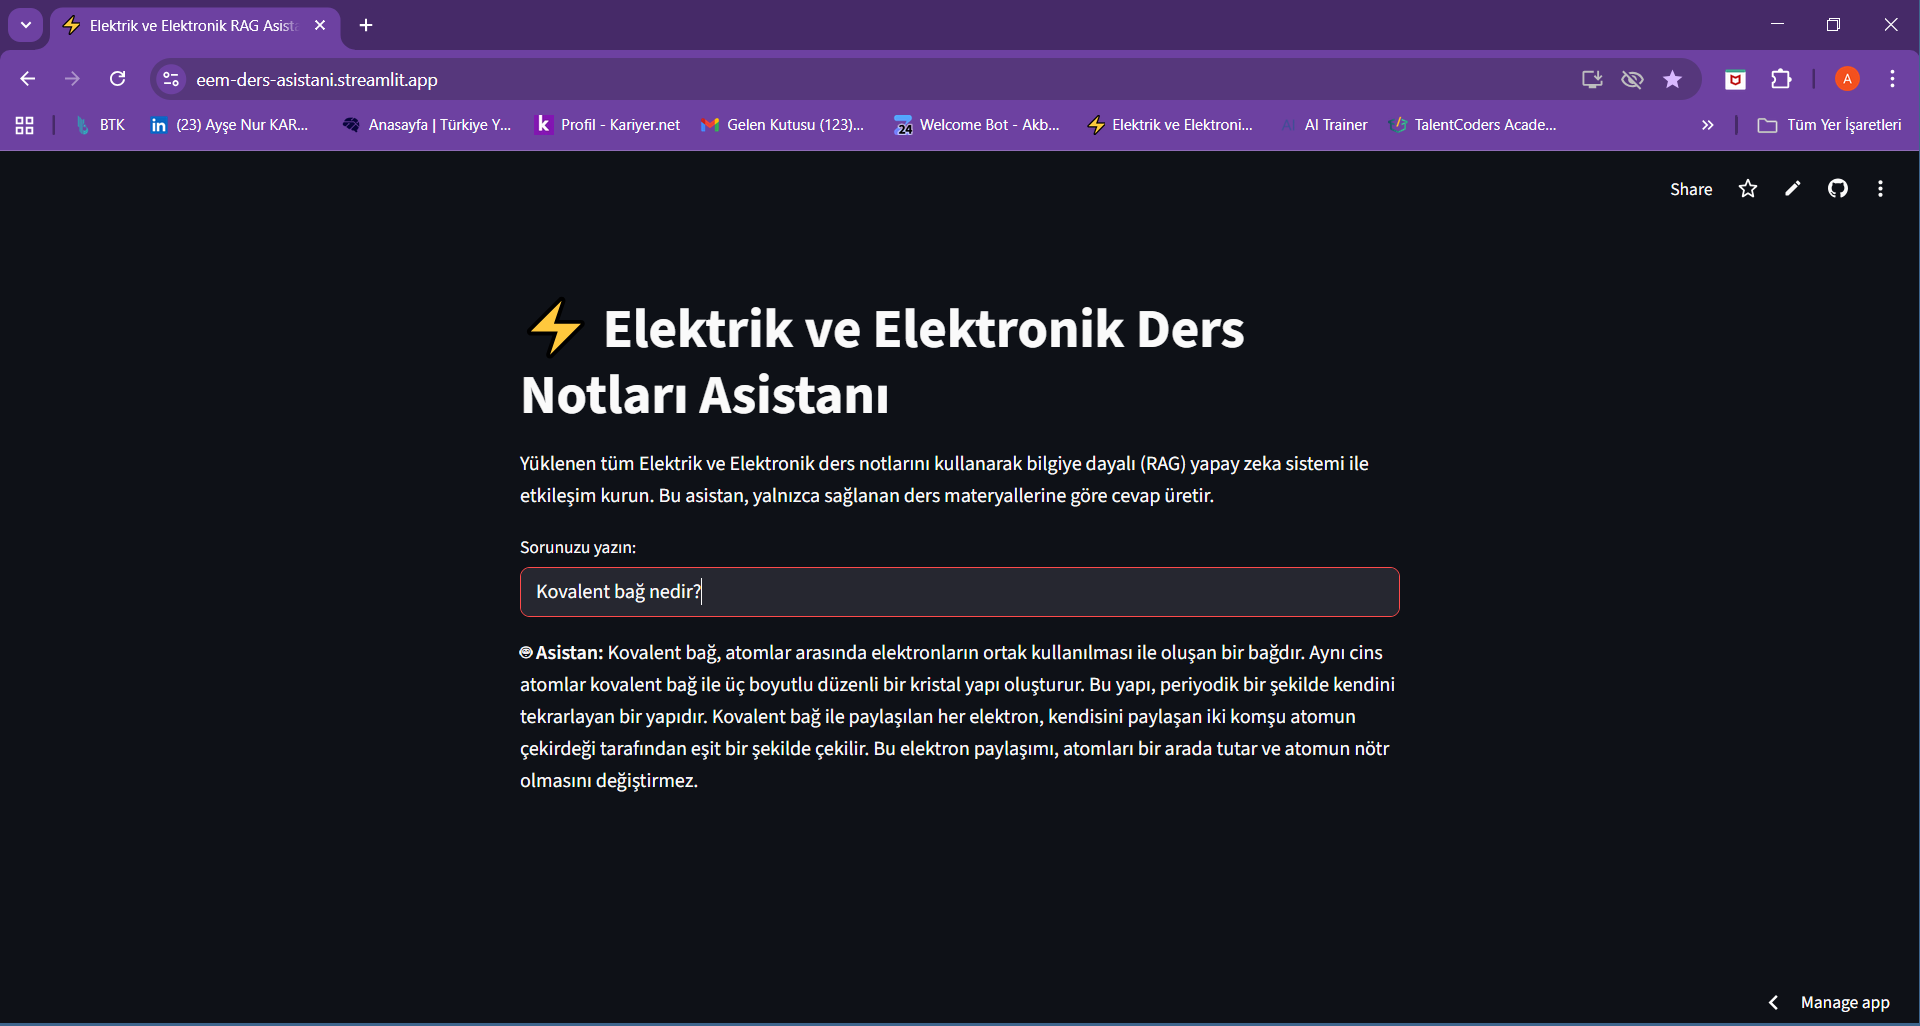 Elektrik ve Elektronik RAG Asist
eem-ders-asistani.streamlit.app
A
BTK
(23) Ayşe Nur KAR...
Anasayfa | Türkiye Y...
Profil - Kariyer.net
Gelen Kutusu (123)...
Welcome Bot - Akb...
Elektrik ve Elektroni...
AI Trainer
TalentCoders Acade...
Tüm Yer İşaretleri
Share
Elektrik ve Elektronik Ders
Notları Asistanı
Yüklenen tüm Elektrik ve Elektronik ders notlarını kullanarak bilgiye dayalı (RAG) yapay zeka sistemi ile
etkileşim kurun. Bu asistan, yalnızca sağlanan ders materyallerine göre cevap üretir.
Sorunuzu yazın:
Kovalent bağ nedir?
Asistan: Kovalent bağ, atomlar arasında elektronların ortak kullanılması ile oluşan bir bağdır. Aynı cins
atomlar kovalent bağ ile üç boyutlu düzenli bir kristal yapı oluşturur. Bu yapı, periyodik bir şekilde kendini
tekrarlayan bir yapıdır. Kovalent bağ ile paylaşılan her elektron, kendisini paylaşan iki komşu atomun
çekirdeği tarafından eşit bir şekilde çekilir. Bu elektron paylaşımı, atomları bir arada tutar ve atomun nötr
olmasını değiştirmez.
Manage app